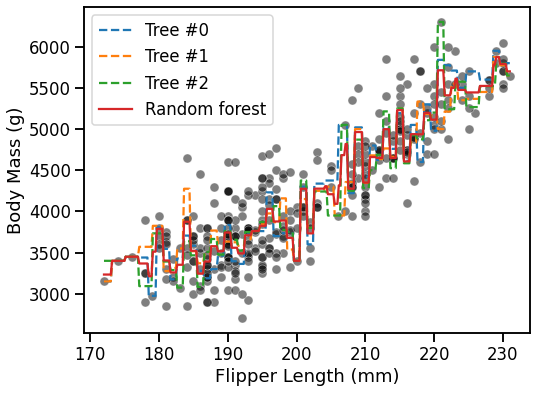 Tree #0
Tree #1
Tree #2
Random forest
6000
5500
5000
4500
4000
3500
3000
Body Mass (g)
170 180 190 200 210 220 230
Flipper Length (mm)